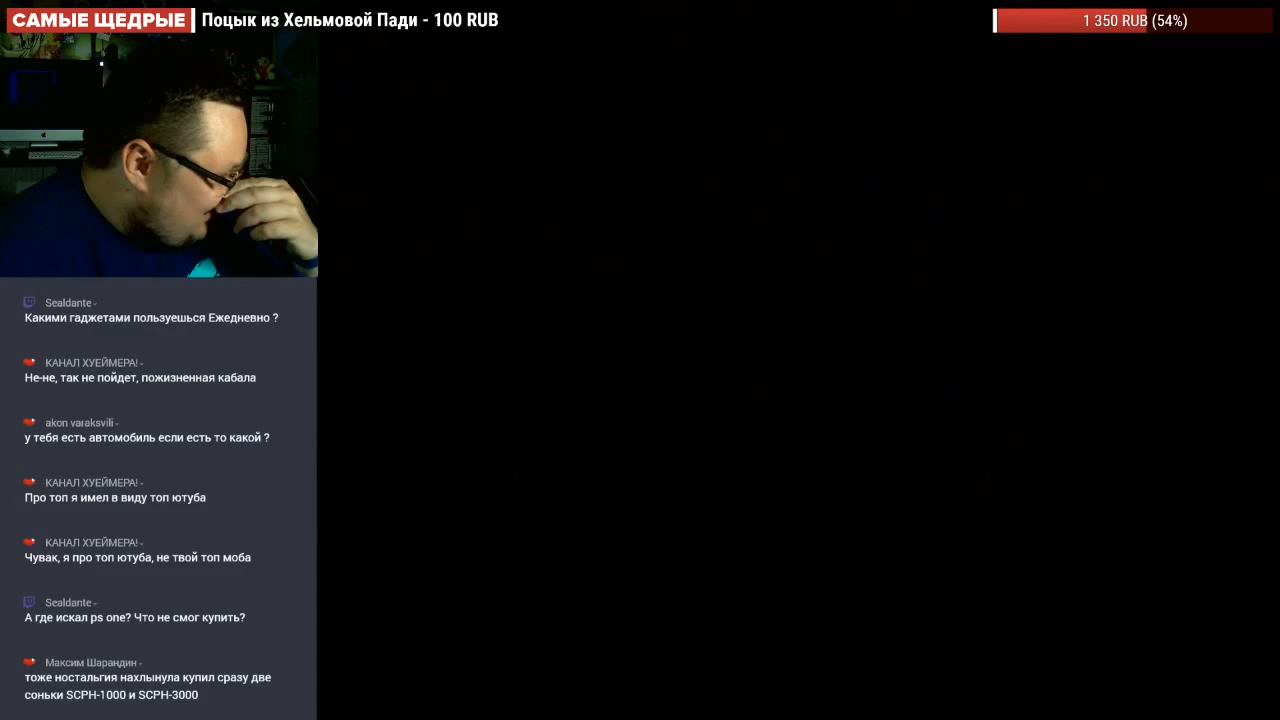 САМЫЕ ЩЕДРЫЕ
Поцык из Хельмовой Пади - 100 RUB
1 350 RUB (54%)
Sealdante
Какими гаджетами пользуешься Ежедневно ?
КАНАЛ ХУЕЙМЕРА!
Не-не, так не пойдет, пожизненная кабала
akon varaksvili
у тебя есть автомобиль если есть то какой ?
КАНАЛ ХУЕЙМЕРА!
Про топ я имел в виду топ ютуба
КАНАЛ ХУЕЙМЕРА!
Чувак, я про топ ютуба, не твой топ моба
Sealdante
А где искал ps one? Что не смог купить?
Максим Шарандин
тоже ностальгия нахлынула купил сразу две
соньки SCPH-1000 и SCPH-3000